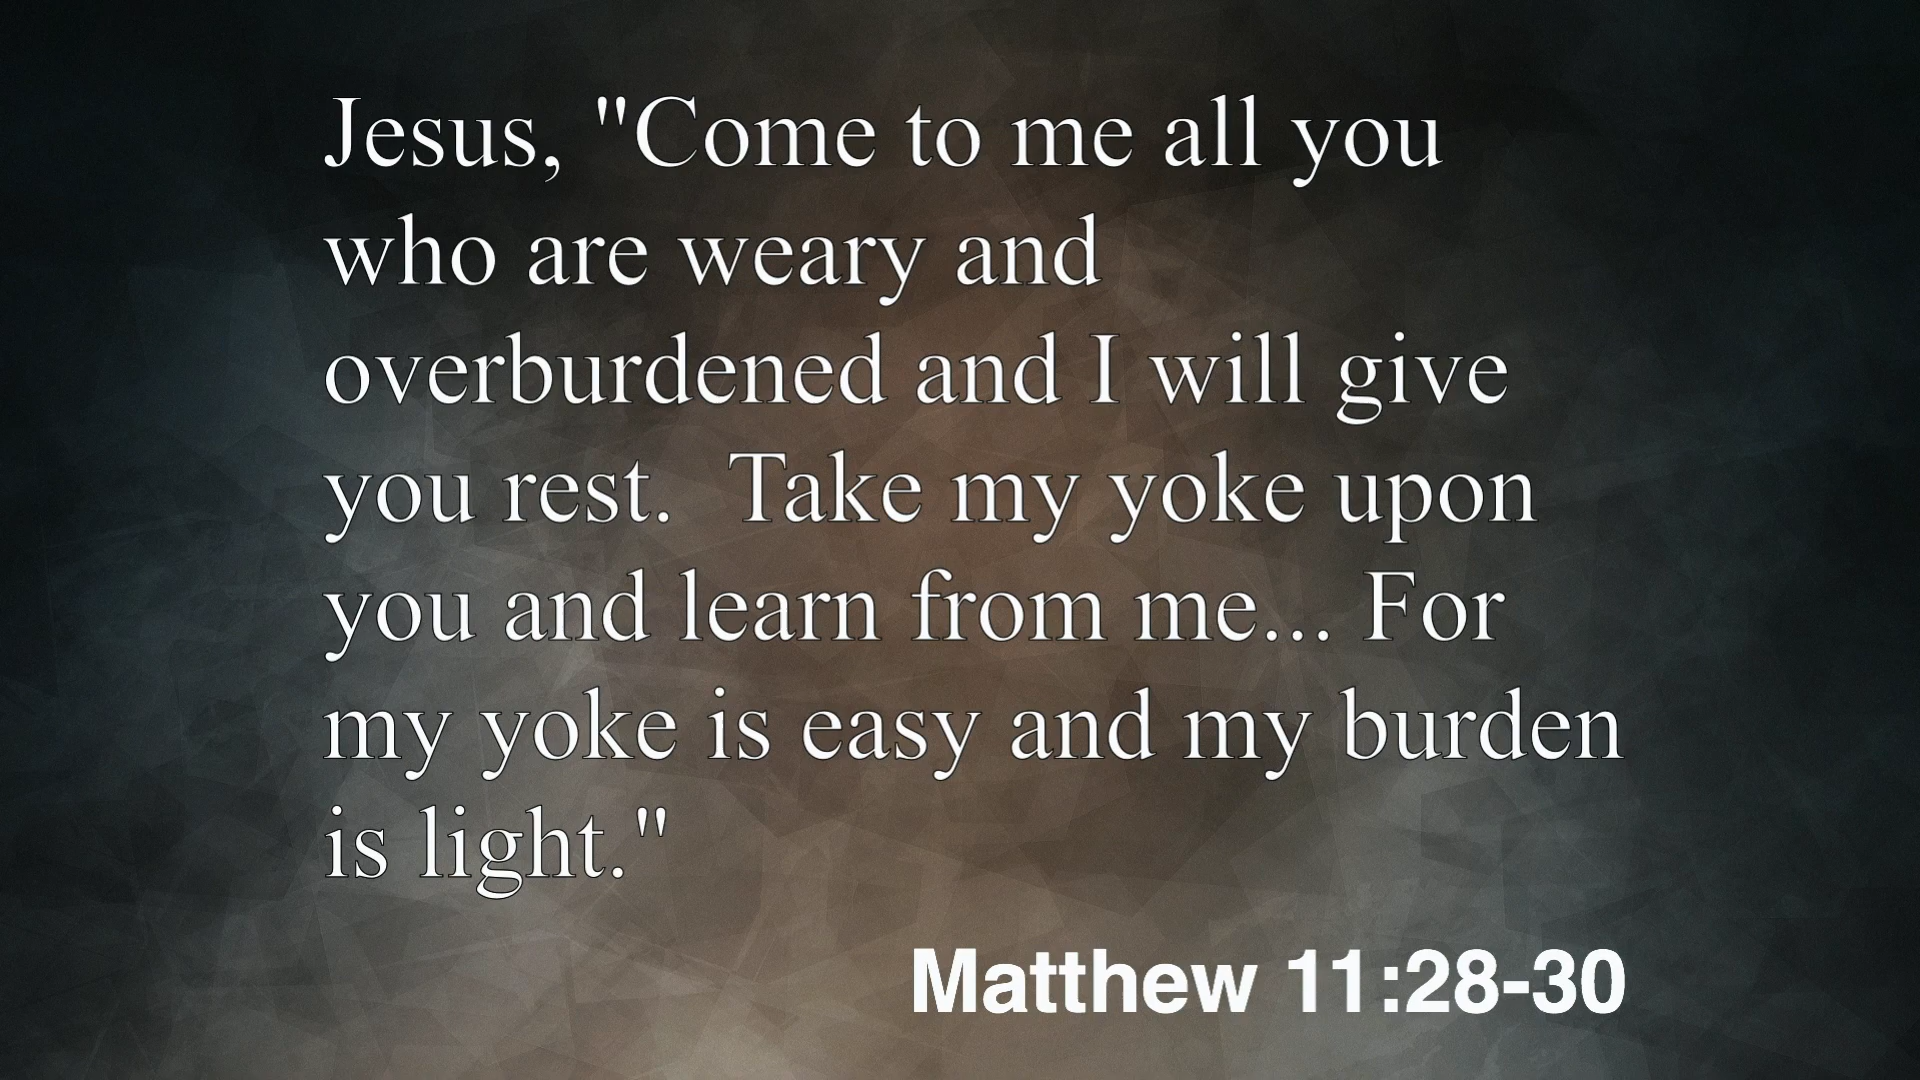 Jesus,  "Come to me all you
who are weary and
overburdened and I will give
you rest.  Take my yoke upon
you and learn from me... For
my yoke is easy and my burden
is light."
Matthew 11:28-30